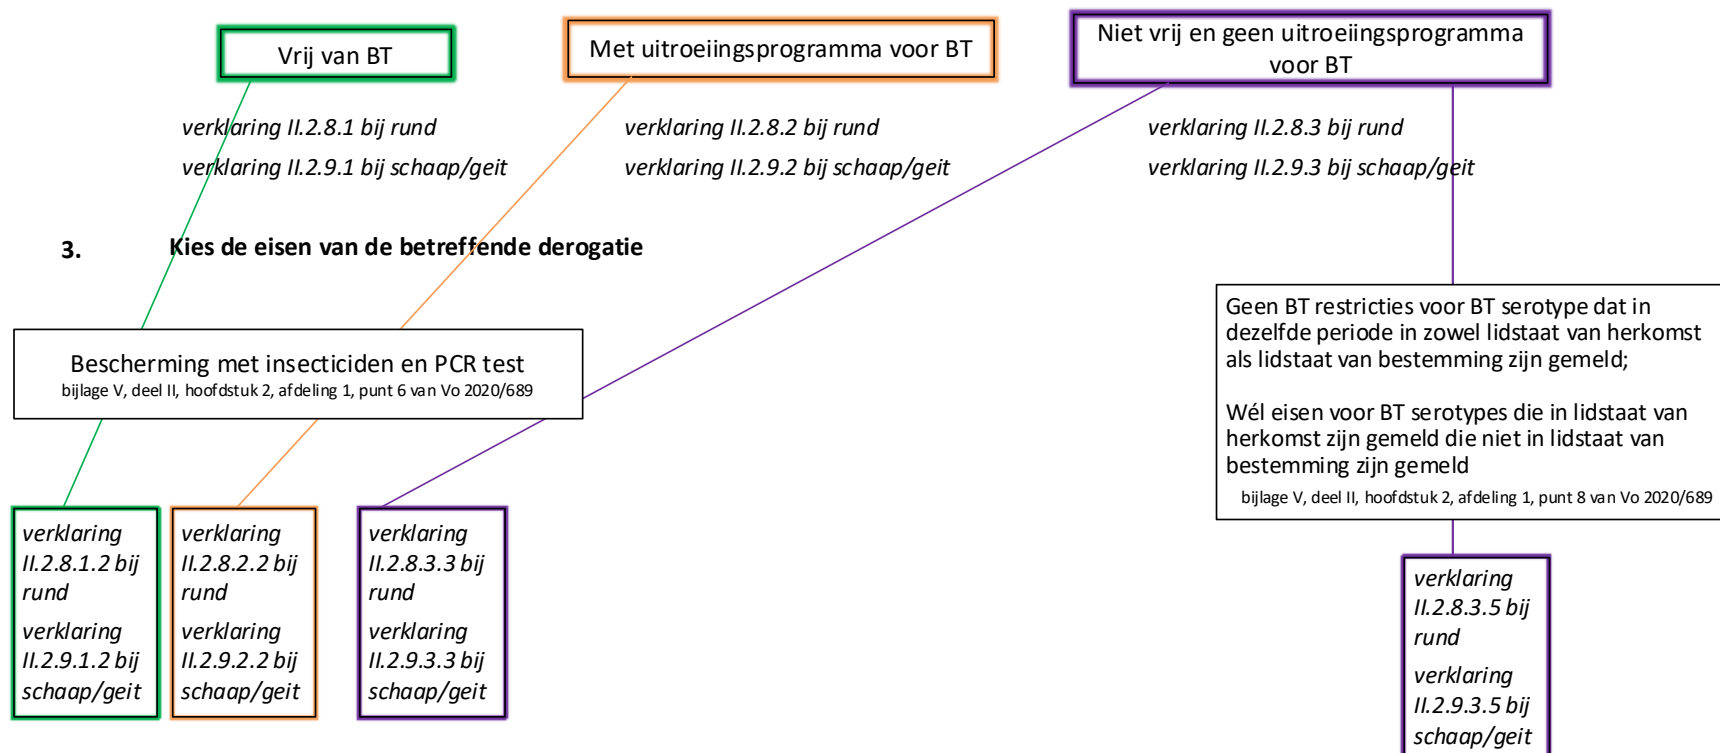 Vrij van BT
Met uitroeiingsprogramma voor BT
Niet vrij en geen uitroeiingsprogramma
voor BT
verklaring II.2.8.1 bij rund
verklaring II.2.9.1 bij schaap/geit
verklaring II.2.8.2 bij rund
verklaring II.2.9.2 bij schaap/geit
verklaring II.2.8.3 bij rund
verklaring II.2.9.3 bij schaap/geit
3. Kies de eisen van de betreffende derogatie
Bescherming met insecticiden en PCR test
bijlage V, deel II, hoofdstuk 2, afdeling 1, punt 6 van Vo 2020/689
Geen BT restricties voor BT serotype dat in
dezelfde periode in zowel lidstaat van herkomst
als lidstaat van bestemming zijn gemeld;
Wél eisen voor BT serotypes die in lidstaat van
herkomst zijn gemeld die niet in lidstaat van
bestemming zijn gemeld
bijlage V, deel II, hoofdstuk 2, afdeling 1, punt 8 van Vo 2020/689
verklaring
II.2.8.1.2 bij
rund
verklaring
II.2.9.1.2 bij
schaap/geit
verklaring
II.2.8.2.2 bij
rund
verklaring
II.2.9.2.2 bij
schaap/geit
verklaring
II.2.8.3.3 bij
rund
verklaring
II.2.9.3.3 bij
schaap/geit
verklaring
II.2.8.3.5 bij
rund
verklaring
II.2.9.3.5 bij
schaap/geit